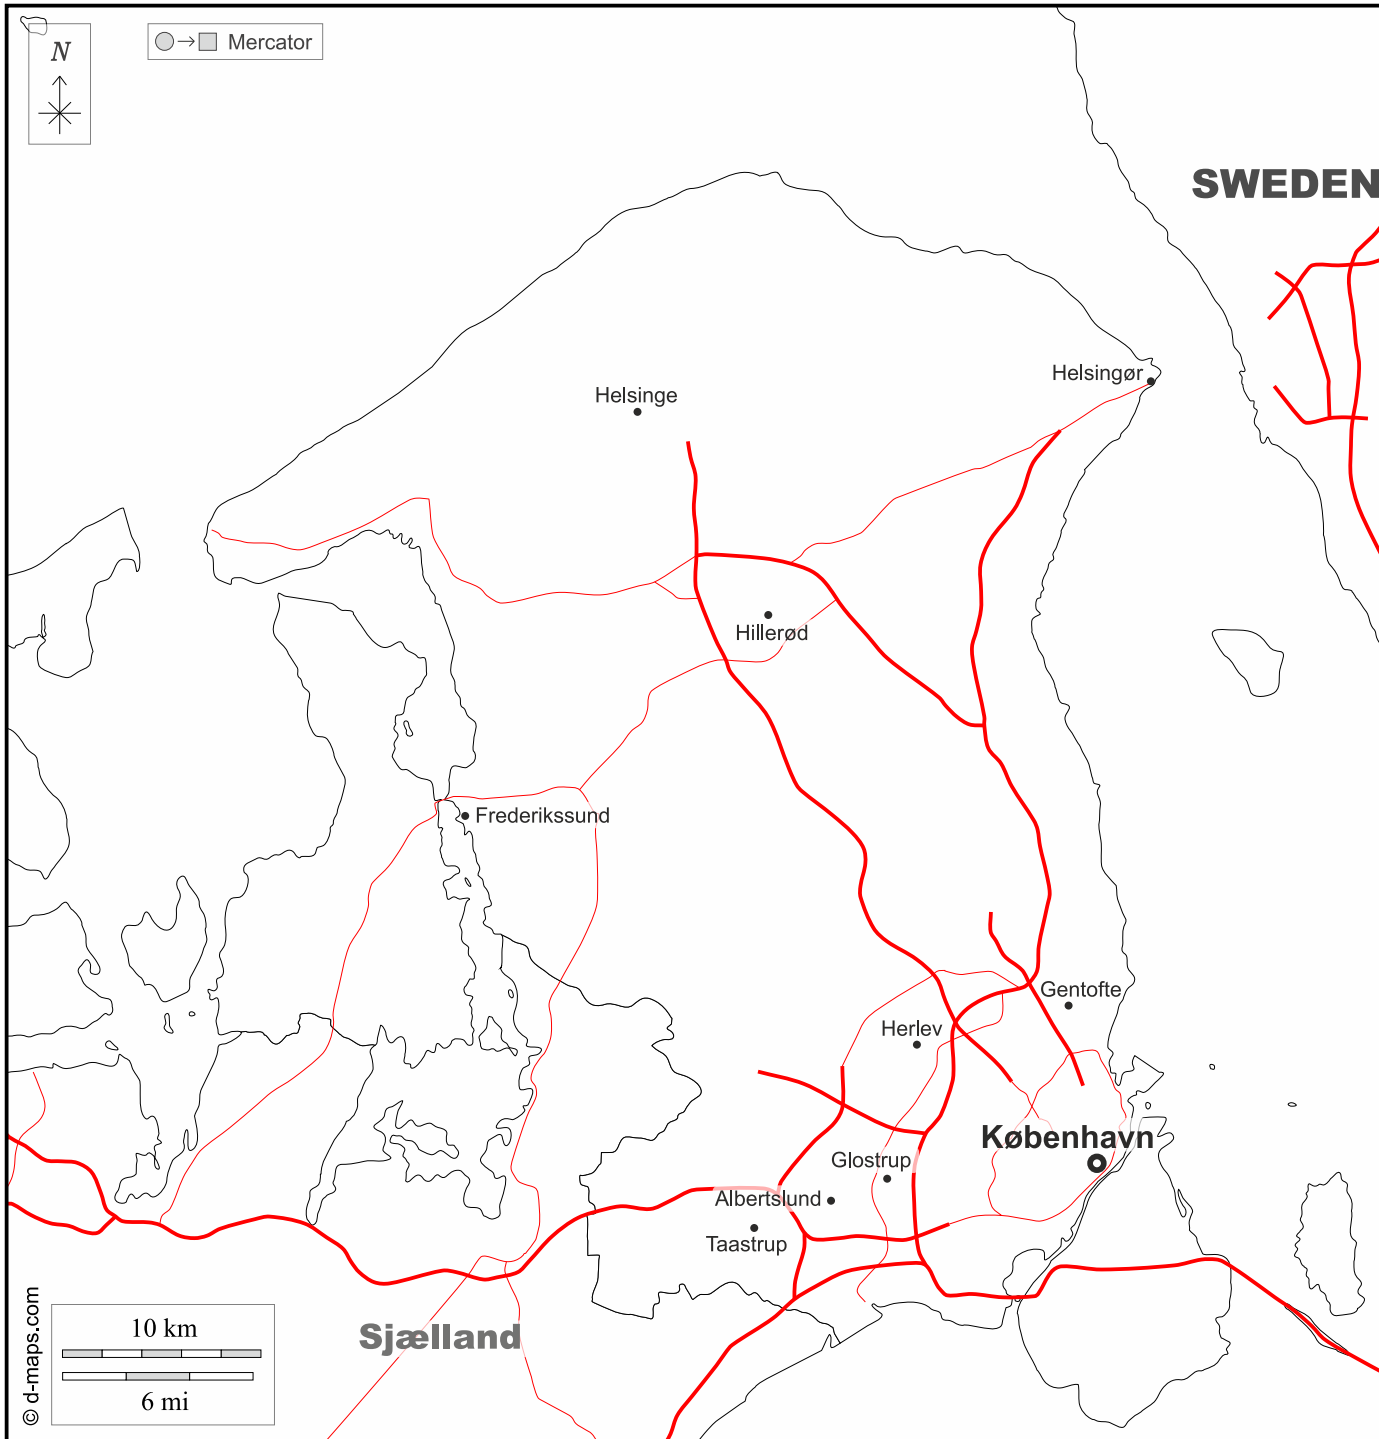 N
Mercator
SWEDEN
Helsingør
Helsinge
Hillerød
Frederikssund
Gentofte
Herlev
København
Glostrup
Albertslund
Taastrup
Sjælland
10 km
6 mi
© d-maps.com